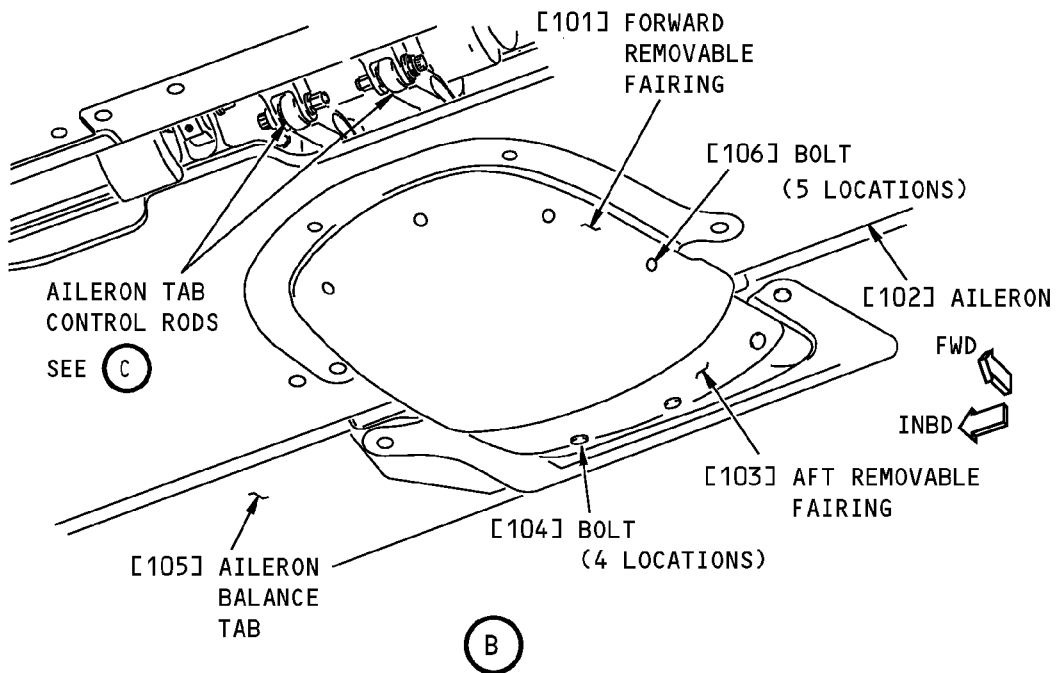 [101] FORWARD
REMOVABLE
FAIRING
[106] BOLT
(5 LOCATIONS)
AILERON TAB
CONTROL RODS
SEE C
[102] AILERON
FWD
INBD
[103] AFT REMOVABLE
FAIRING
[104] BOLT
(4 LOCATIONS)
[105] AILERON
BALANCE
TAB
B